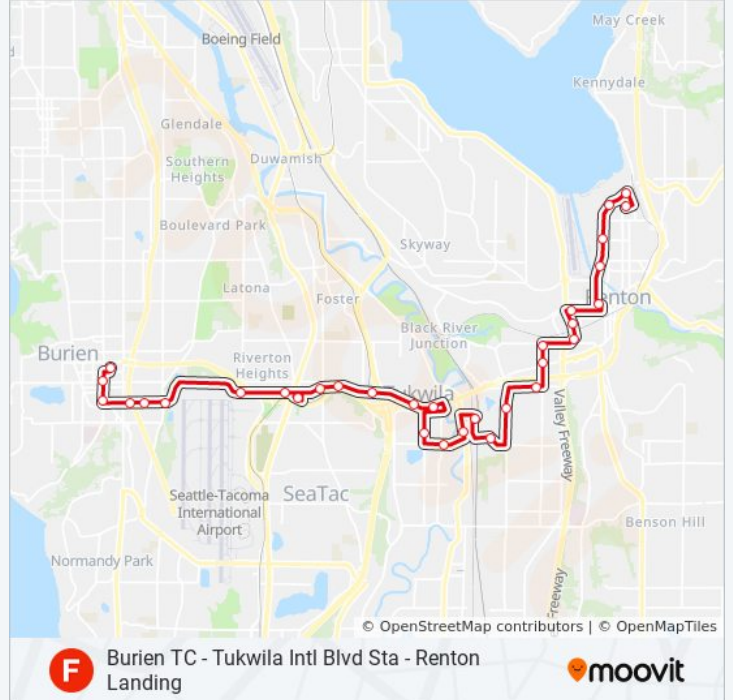 May Creek
Boeing Field
Kennydale
Glendale
Duwamish
Southern
Heights
Boulevard Park
Skyway
Latona
Foster
Renton
Black River
Junction
Burien
Riverton
Heights
Tukwila
Valley Freeway
Seattle-Tacoma
International
Airport
SeaTac
Benson Hill
Normandy Park
Freeway
© OpenStreetMap contributors | © OpenMapTiles
F
Burien TC - Tukwila Intl Blvd Sta - Renton
Landing
moovit